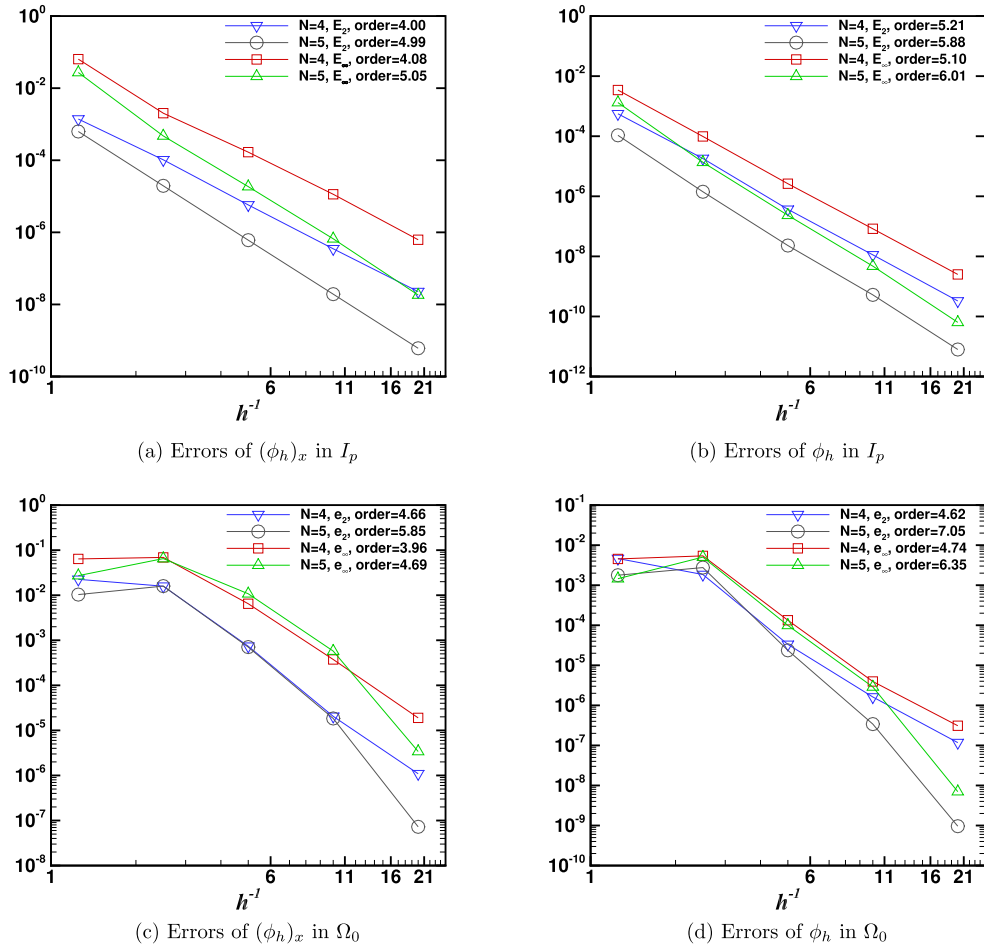 10^0
10^-2
10^-4
10^-6
10^-8
10^-10
1
6
11
16
21
h^-1
N=4, E_2, order=4.00
N=5, E_2, order=4.99
N=4, E_∞, order=4.08
N=5, E_∞, order=5.05
(a) Errors of (ϕ_h)_x in I_p
10^0
10^-2
10^-4
10^-6
10^-8
10^-10
10^-12
1
6
11
16
21
h^-1
N=4, E_2, order=5.21
N=5, E_2, order=5.88
N=4, E_∞, order=5.10
N=5, E_∞, order=6.01
(b) Errors of ϕ_h in I_p
10^0
10^-1
10^-2
10^-3
10^-4
10^-5
10^-6
10^-7
10^-8
1
6
11
16
21
h^-1
N=4, e_2, order=4.66
N=5, e_2, order=5.85
N=4, e_∞, order=3.96
N=5, e_∞, order=4.69
(c) Errors of (ϕ_h)_x in Ω_0
10^-1
10^-2
10^-3
10^-4
10^-5
10^-6
10^-7
10^-8
10^-9
10^-10
1
6
11
16
21
h^-1
N=4, e_2, order=4.62
N=5, e_2, order=7.05
N=4, e_∞, order=4.74
N=5, e_∞, order=6.35
(d) Errors of ϕ_h in Ω_0